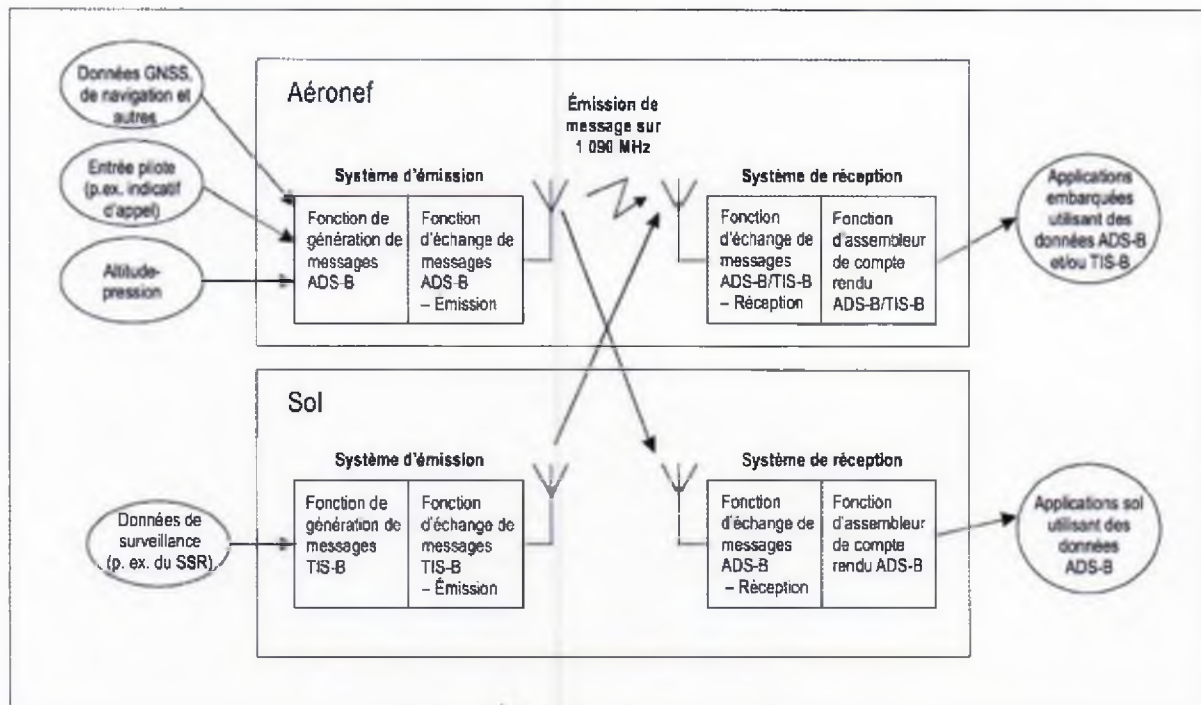 Données GNSS,
de navigation et
autres
Entrée pilote
(p.ex. indicatif
d'appel)
Altitude-
pression
Aéronef
Émission de
message sur
1 090 MHz
Système d'émission
Fonction de
génération de
messages
ADS-B
Fonction
d'échange de
messages
ADS-B
– Émission
Système de réception
Fonction
d'échange de
messages
ADS-B/TIS-B
– Réception
Fonction
d'assembleur
de compte
rendu
ADS-B/TIS-B
Applications
embarquées
utilisant des
données ADS-B
et/ou TIS-B
Sol
Données de
surveillance
(p. ex. du SSR)
Système d'émission
Fonction de
génération de
messages
TIS-B
Fonction
d'échange de
messages
TIS-B
– Émission
Système de réception
Fonction
d'échange de
messages
ADS-B
– Réception
Fonction
d'assembleur
de compte
rendu ADS-B
Applications sol
utilisant des
données
ADS-B